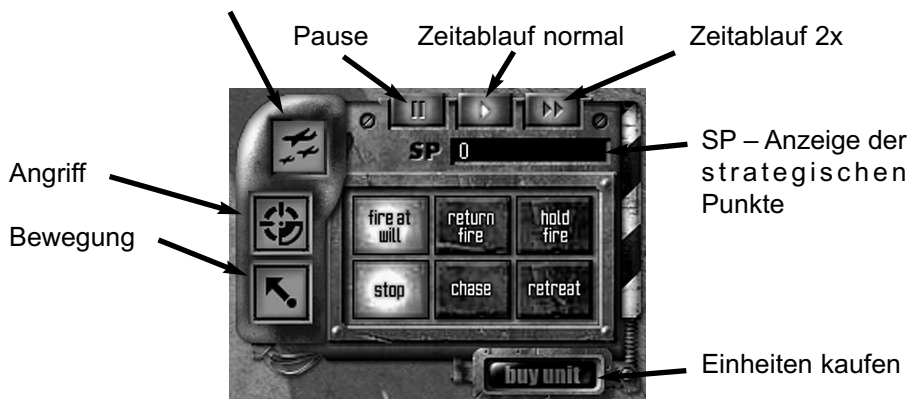 Pause
Zeitablauf normal
Zeitablauf 2x
SP 0
SP – Anzeige der
strategischen
Punkte
Angriff
Bewegung
fire at
will
return
fire
hold
fire
stop
chase
retreat
buy unit
Einheiten kaufen